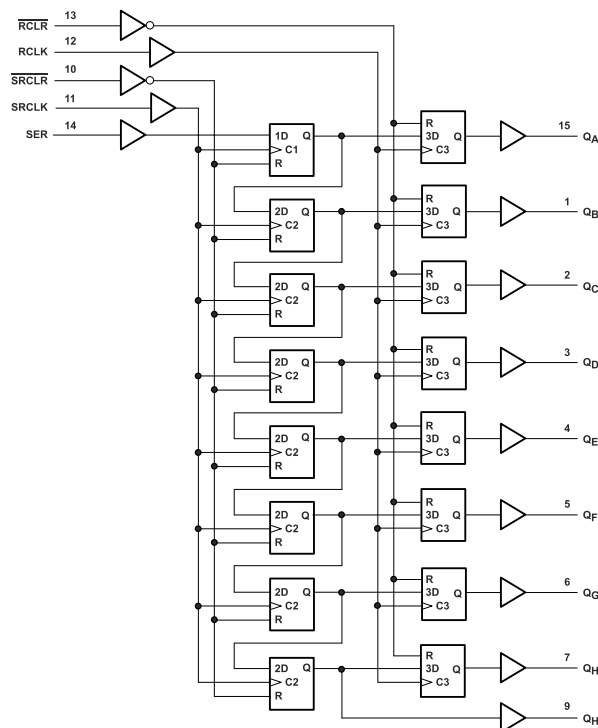 RCLR 13
RCLK 12
SRCLR 10
SRCLK 11
SER 14
1D Q
C1
R
R
3D Q
C3
15 QA
2D Q
C2
R
R
3D Q
C3
1 QB
2D Q
C2
R
R
3D Q
C3
2 QC
2D Q
C2
R
R
3D Q
C3
3 QD
2D Q
C2
R
R
3D Q
C3
4 QE
2D Q
C2
R
R
3D Q
C3
5 QF
2D Q
C2
R
R
3D Q
C3
6 QG
2D Q
C2
R
R
3D Q
C3
7 QH
9 QH